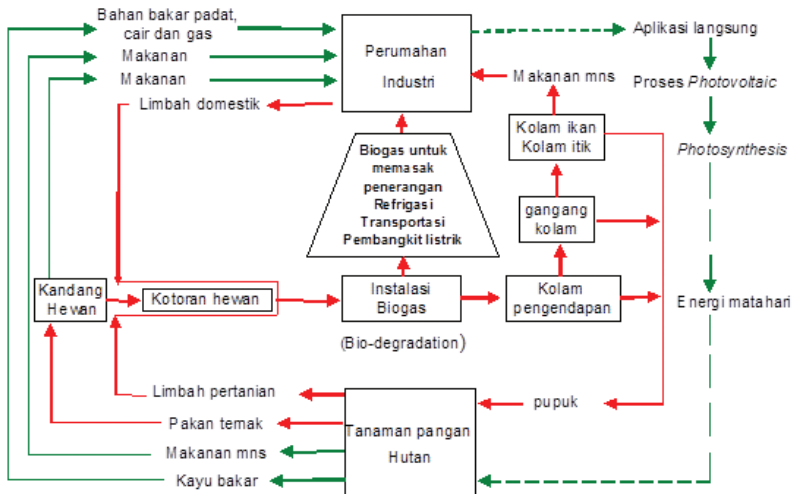 Bahan bakar padat,
cair dan gas
Makanan
Makanan
Limbah domestik
Perumahan
Industri
Aplikasi langsung
Makanan mns
Proses Photovoltaic
Kolam ikan
Kolam itik
Photosynthesis
Biogas untuk
memasak
penerangan
Refrigasi
Transportasi
Pembangkit listrik
gangang
kolam
Kandang
Hewan
Kotoran hewan
Instalasi
Biogas
Kolam
pengendapan
Energi matahari
(Bio-degradation)
Limbah pertanian
Pakan ternak
Makanan mns
Kayu bakar
Tanaman pangan
Hutan
pupuk